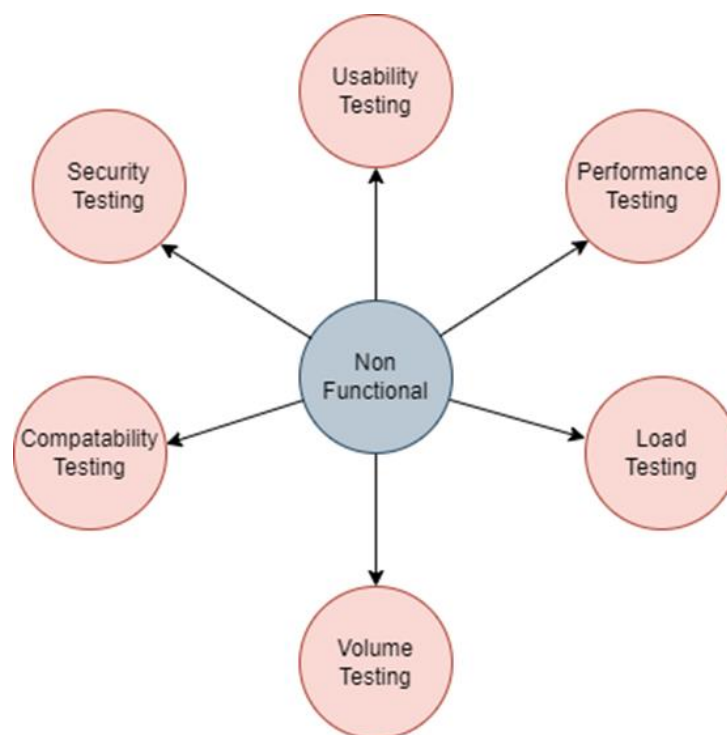 Usability
Testing
Security
Testing
Performance
Testing
Non
Functional
Compatability
Testing
Load
Testing
Volume
Testing